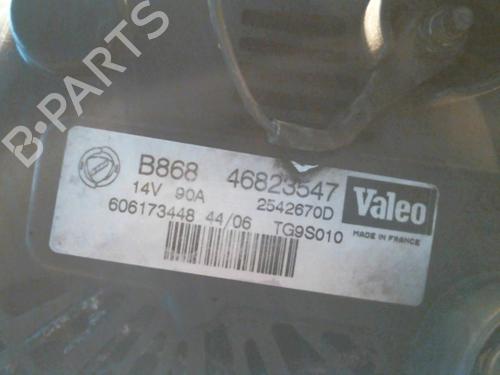 B-PARTS
B868 46823547
14V 90A 2542670D
606173448 44/06 TG9S010
Valeo
MADE IN FRANCE